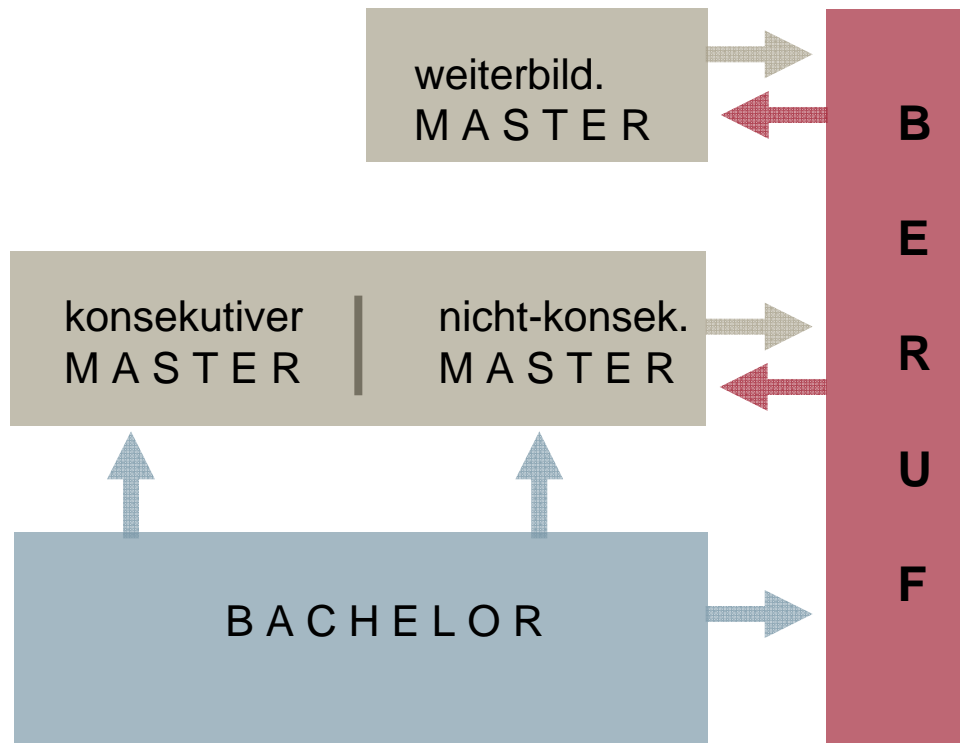 weiterbild.
M A S T E R
konsekutiver
M A S T E R
nicht-konsek.
M A S T E R
B A C H E L O R
B
E
R
U
F